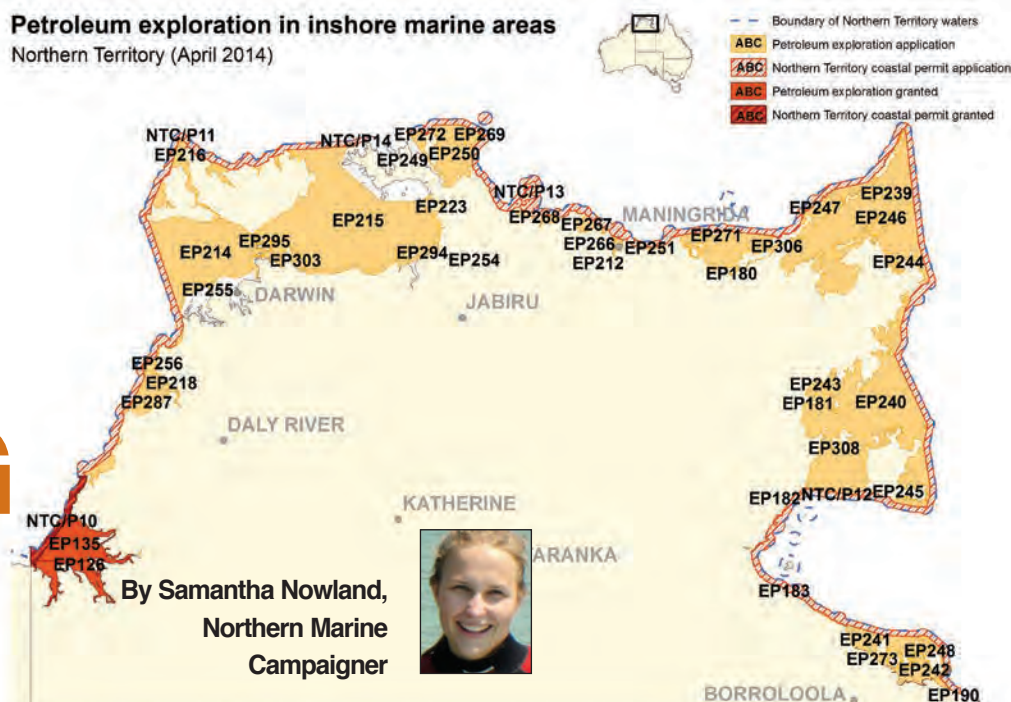 Petroleum exploration in inshore marine areas
Northern Territory (April 2014)
Boundary of Northern Territory waters
ABC Petroleum exploration application
ABC Northern Territory coastal permit application
ABC Petroleum exploration granted
ABC Northern Territory coastal permit granted
NTC/P11
EP216
NTC/P14
EP272
EP269
EP249
EP250
NTC/P13
EP268
EP223
EP215
EP267
MANINGRIDA
EP266
EP212
EP251
EP271
EP306
EP180
EP247
EP239
EP246
EP244
EP214
EP295
EP303
EP294
EP254
EP255
DARWIN
JABIRU
EP256
EP218
EP287
DALY RIVER
EP243
EP181
EP240
EP308
EP182
NTC/P12
EP245
KATHERINE
NTC/P10
EP135
EP126
ARANKA
EP183
By Samantha Nowland,
Northern Marine
Campaigner
EP241
EP273
EP248
EP242
EP190
BORROLOOLA
G